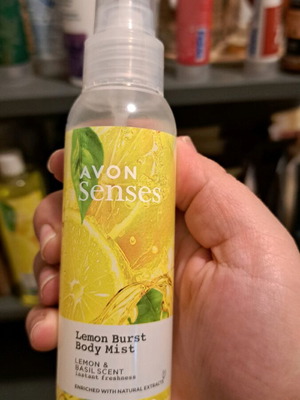 AVON
Senses
Lemon Burst
Body Mist
LEMON &
BASIL SCENT
instant freshness
ENRICHED WITH NATURAL EXTRACTS